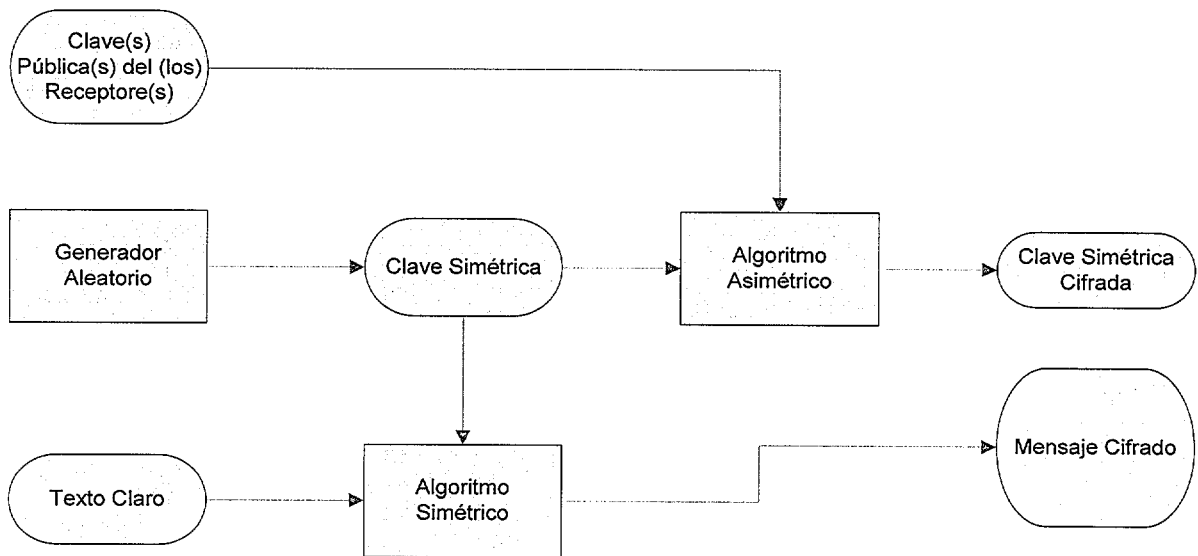 Clave(s)
Pública(s) del (los)
Receptore(s)
Generador
Aleatorio
Clave Simétrica
Algoritmo
Asimétrico
Clave Simétrica
Cifrada
Texto Claro
Algoritmo
Simétrico
Mensaje Cifrado